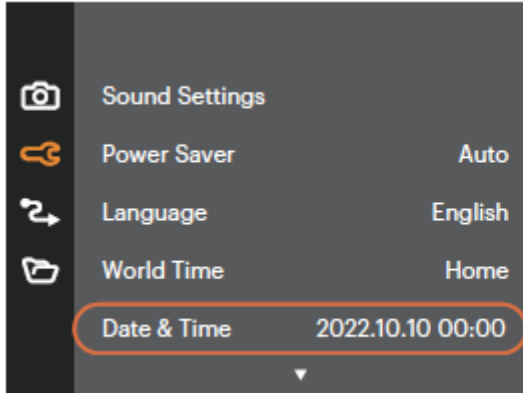 Sound Settings
Power Saver Auto
Language English
World Time Home
Date & Time 2022.10.10 00:00